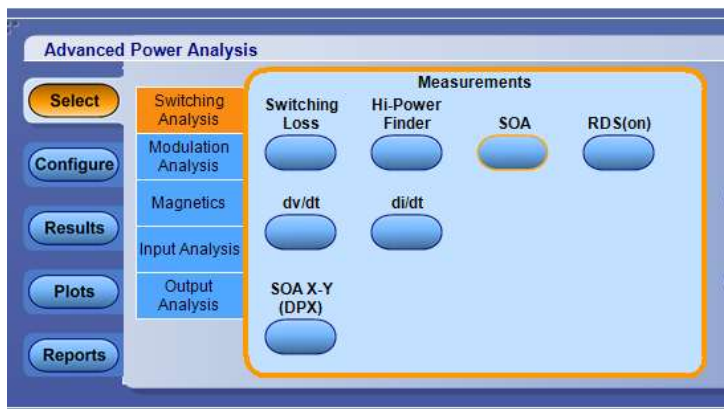 Advanced Power Analysis
Select
Configure
Results
Plots
Reports
Switching
Analysis
Modulation
Analysis
Magnetics
Input Analysis
Output
Analysis
Measurements
Switching
Loss
Hi-Power
Finder
SOA
RDS(on)
dv/dt
di/dt
SOA X-Y
(DPX)